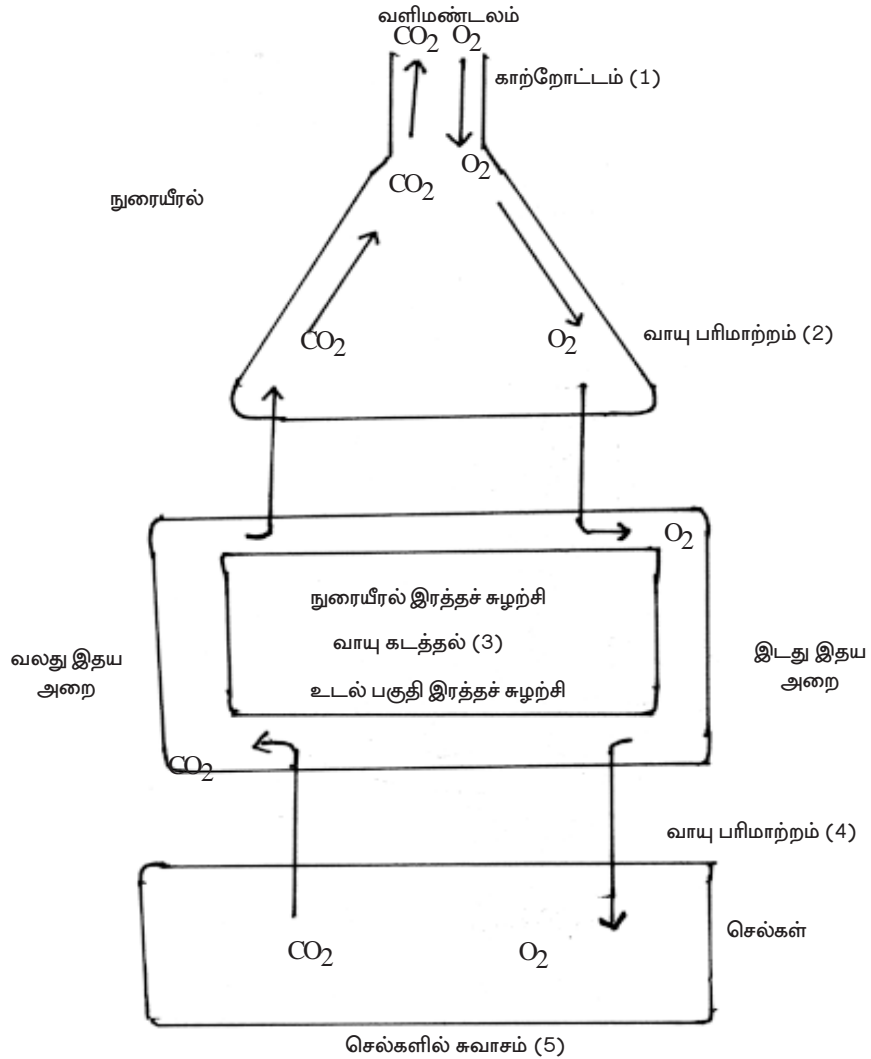 வளிமண்டலம்
CO2 O2
காற்றோட்டம் (1)
CO2 O2
நுரையீரல்
CO2 O2
வாயு பரிமாற்றம் (2)
O2
நுரையீரல் இரத்தச் சுழற்சி
வாயு கடத்தல் (3)
உடல் பகுதி இரத்தச் சுழற்சி
வலது இதய
அறை
இடது இதய
அறை
CO2
வாயு பரிமாற்றம் (4)
செல்கள்
CO2 O2
செல்களில் சுவாசம் (5)